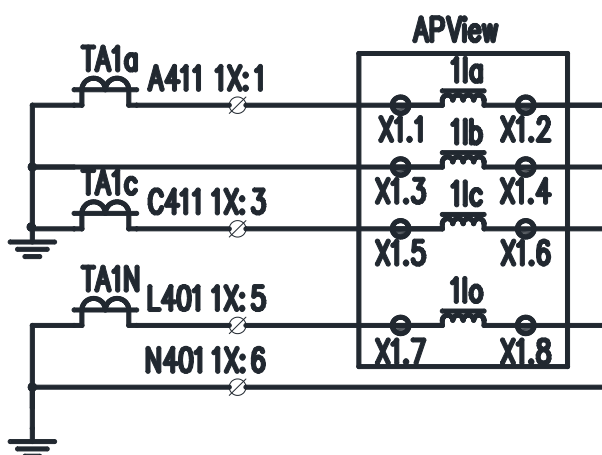 APView
TA1a A411 1X:1 1Ia
X1.1 X1.2
1Ib
X1.3 X1.4
TA1c C411 1X:3 1Ic
X1.5 X1.6
TA1N L401 1X:5 1Io
X1.7 X1.8
N401 1X:6